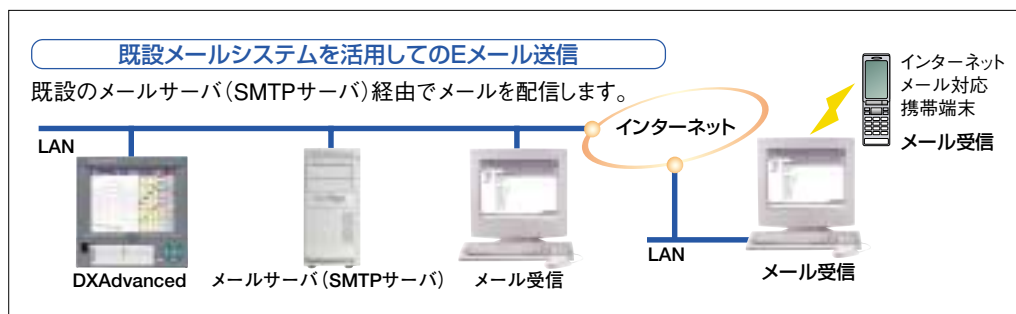 既設メールシステムを活用してのEメール送信
既設のメールサーバ(SMTPサーバ)経由でメールを配信します。
LAN
インターネット
インターネット
メール対応
携帯端末
メール受信
DXAdvanced
メールサーバ(SMTPサーバ)
メール受信
LAN
メール受信